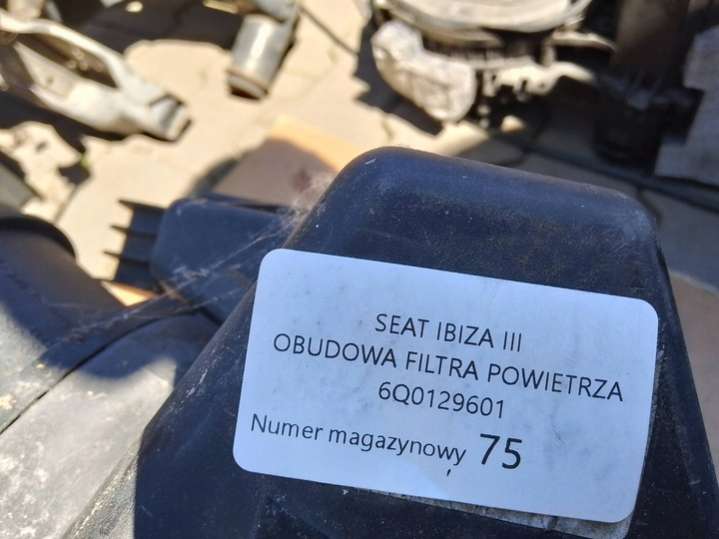 SEAT IBIZA III
OBUDOWA FILTRA POWIETRZA
6Q0129601
Numer magazynowy 75